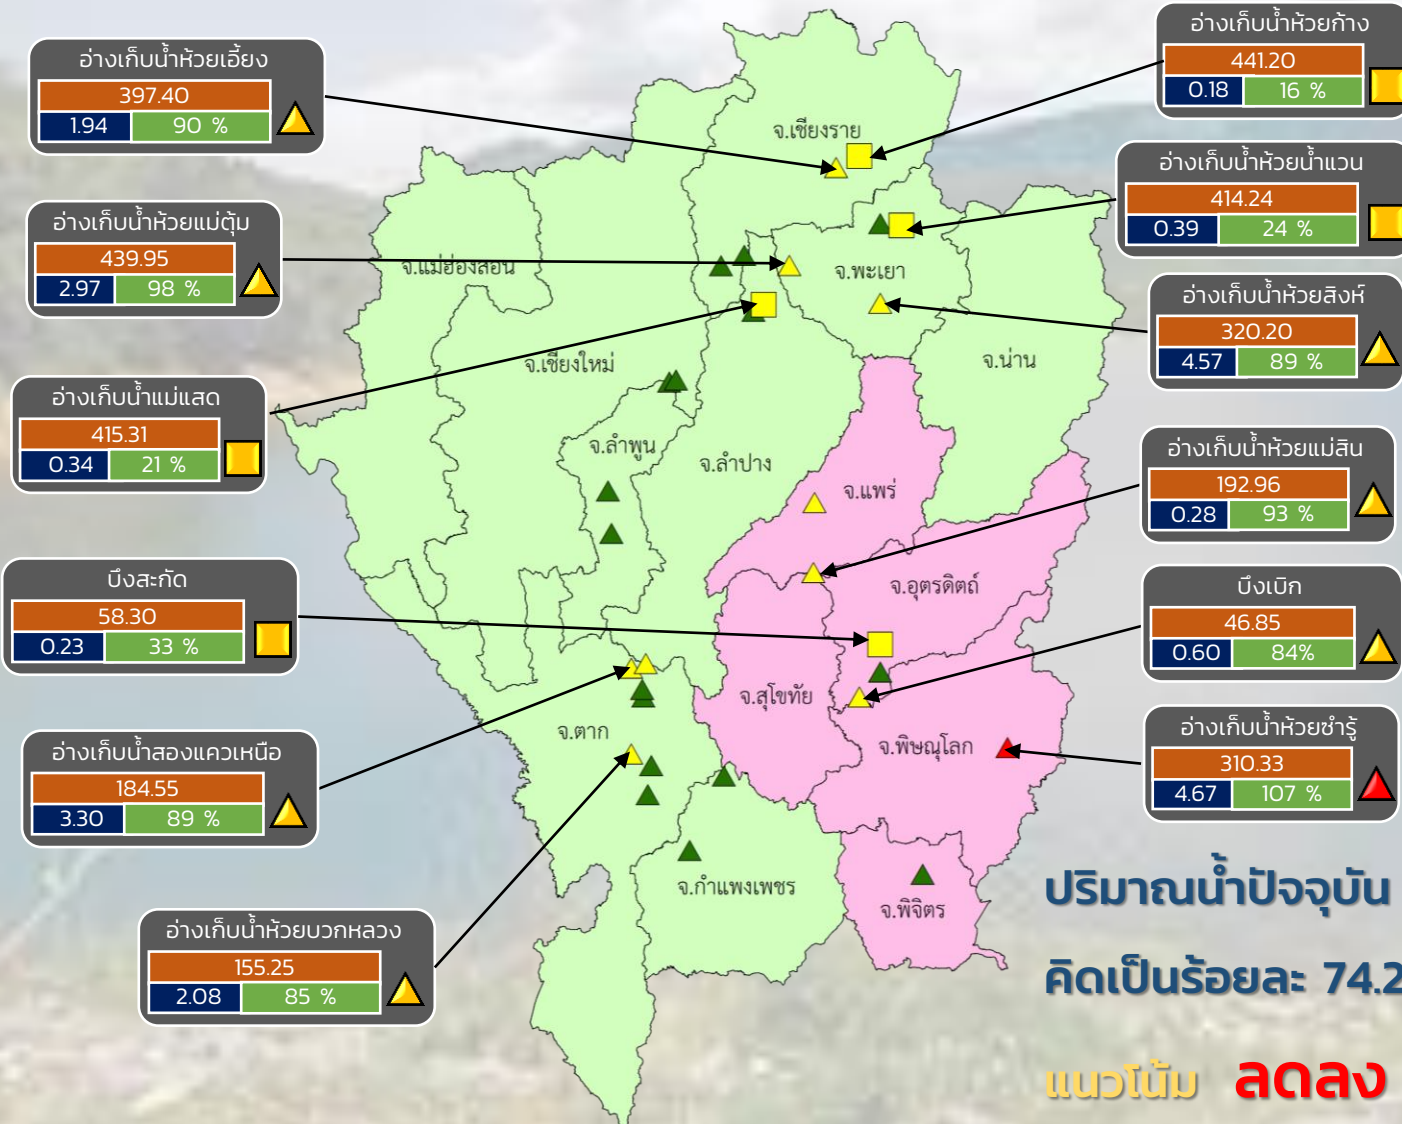 อ่างเก็บน้ำห้วยเอี้ยง
397.40
1.94 90 %
อ่างเก็บน้ำห้วยแม่ตุ้ม
439.95
2.97 98 %
อ่างเก็บน้ำแม่แสด
415.31
0.34 21 %
บึงสะกัด
58.30
0.23 33 %
อ่างเก็บน้ำสองแควเหนือ
184.55
3.30 89 %
อ่างเก็บน้ำห้วยบวกหลวง
155.25
2.08 85 %
จ.เชียงราย
จ.แม่ฮ่องสอน
จ.พะเยา
จ.เชียงใหม่
จ.น่าน
จ.ลำพูน
จ.ลำปาง
จ.แพร่
จ.อุตรดิตถ์
จ.สุโขทัย
จ.ตาก
จ.พิษณุโลก
จ.กำแพงเพชร
จ.พิจิตร
อ่างเก็บน้ำห้วยก้าง
441.20
0.18 16 %
อ่างเก็บน้ำห้วยน้ำแวน
414.24
0.39 24 %
อ่างเก็บน้ำห้วยสิงห์
320.20
4.57 89 %
อ่างเก็บน้ำห้วยแม่สิน
192.96
0.28 93 %
บึงเบิก
46.85
0.60 84%
อ่างเก็บน้ำห้วยซำรู้
310.33
4.67 107 %
ปริมาณน้ำปัจจุบัน
คิดเป็นร้อยละ 74.2
แนวโน้ม ลดลง